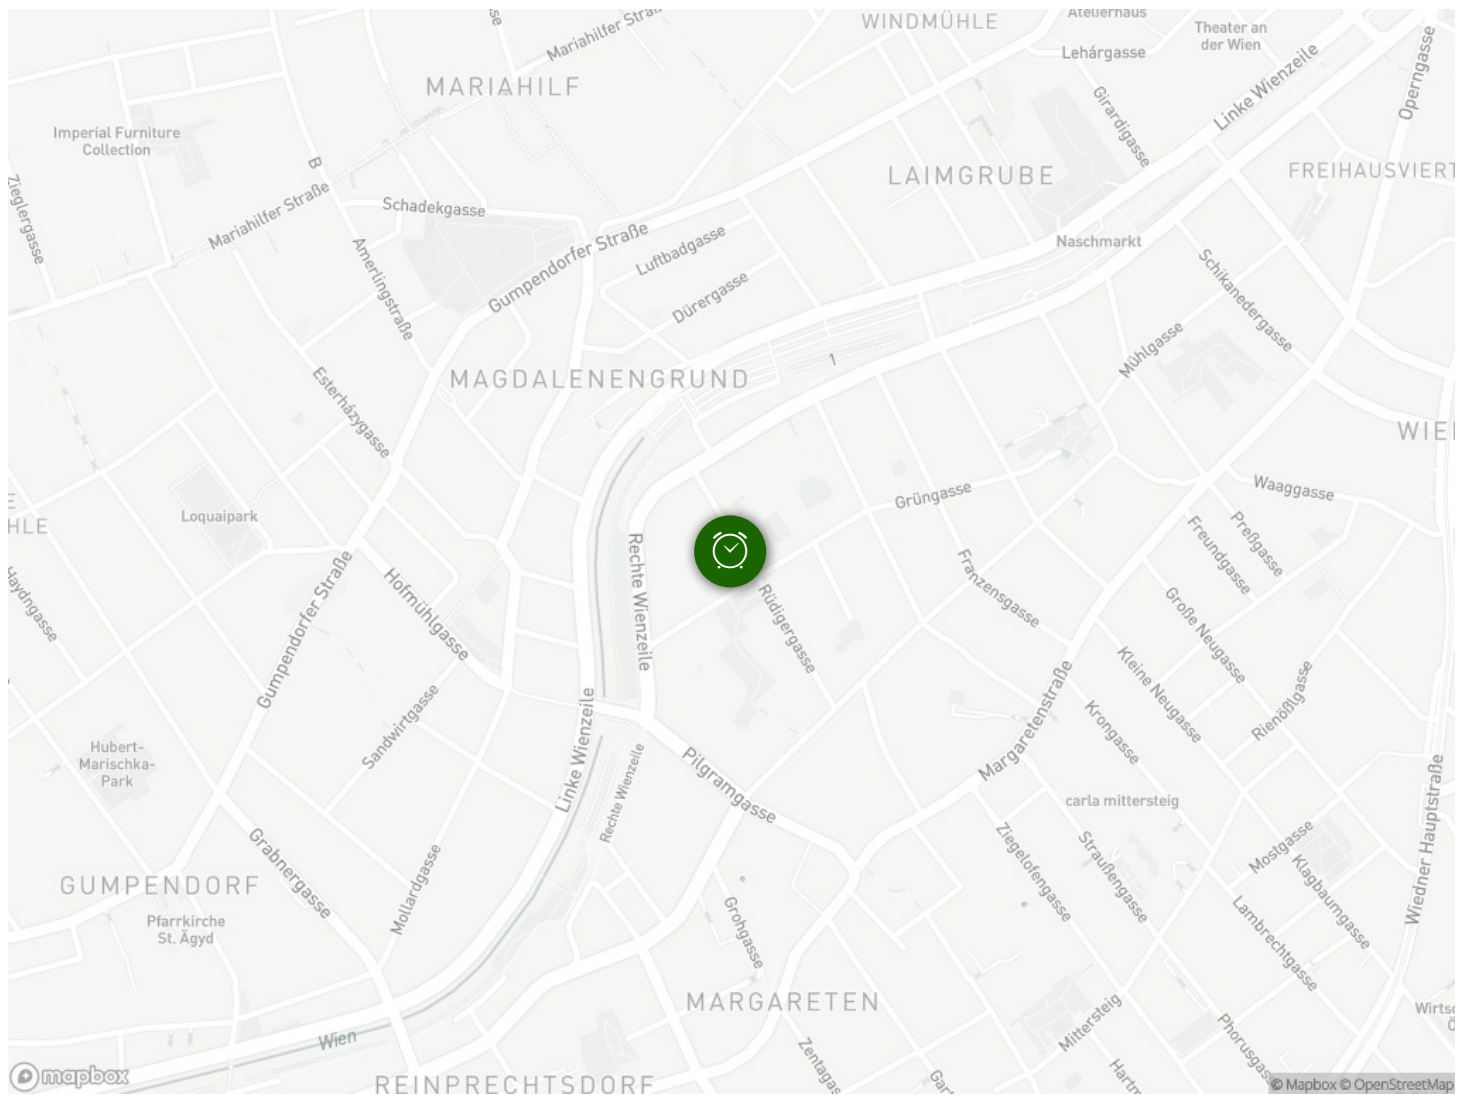 WINDMÜHLE
Atelierhaus
Theater an
der Wien
Lehárgasse
Mariahilfer Straß
Linke Wienzeile
Operngasse
MARIAHILF
Girardigasse
Imperial Furniture
Collection
B
Zieglergasse
Mariahilfer Straße
Schadekgasse
LAIMGRUBE
FREIHAUSVIERT
Naschmarkt
Amerlingstraße
Gumpendorfer Straße
Luftbadgasse
Dürergasse
Schikanedergasse
Mühlgasse
1
MAGDALENENGRUND
Esterházygasse
WIE
HLE
Loquaipark
Grüngasse
Waaggasse
Preßgasse
Freundgasse
Haydngasse
Gumpendorfer Straße
Hofmühlgasse
Rechte Wienzeile
Rüdigergasse
Franzensgasse
Große Neugasse
Kleine Neugasse
Rienößlgasse
Krongasse
Margaretenstraße
Sandwirtgasse
Linke Wienzeile
Rechte Wienzeile
Pilgramgasse
Hubert-
Marischka-
Park
carla mittersteig
Wiedner Hauptstraße
Grabnergasse
Mollardgasse
Ziegelofengasse
Straußengasse
Mostgasse
Klagbaumgasse
Lambrechtgasse
GUMPENDORF
Pfarrkirche
St. Ägyd
Grohgasse
MARGARETEN
Mittersteig
Phorusgas
Wirts
Wien
Zentagas
Hartm
REINPRECHTSDORF
mapbox
© Mapbox © OpenStreetMap